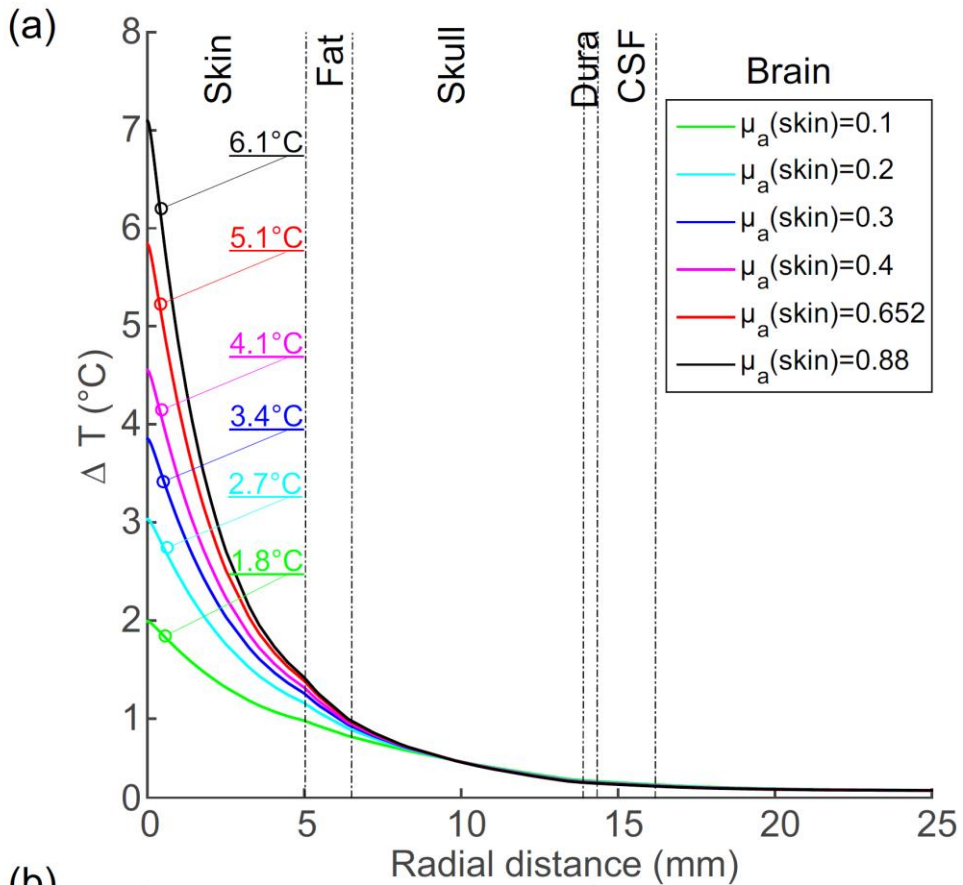 (a)
8
7
6
5
4
3
2
1
0
Δ T (°C)
Skin
Fat
Skull
Dura
CSF
Brain
μa(skin)=0.1
μa(skin)=0.2
μa(skin)=0.3
μa(skin)=0.4
μa(skin)=0.652
μa(skin)=0.88
6.1°C
5.1°C
4.1°C
3.4°C
2.7°C
1.8°C
0 5 10 15 20 25
Radial distance (mm)
(b)